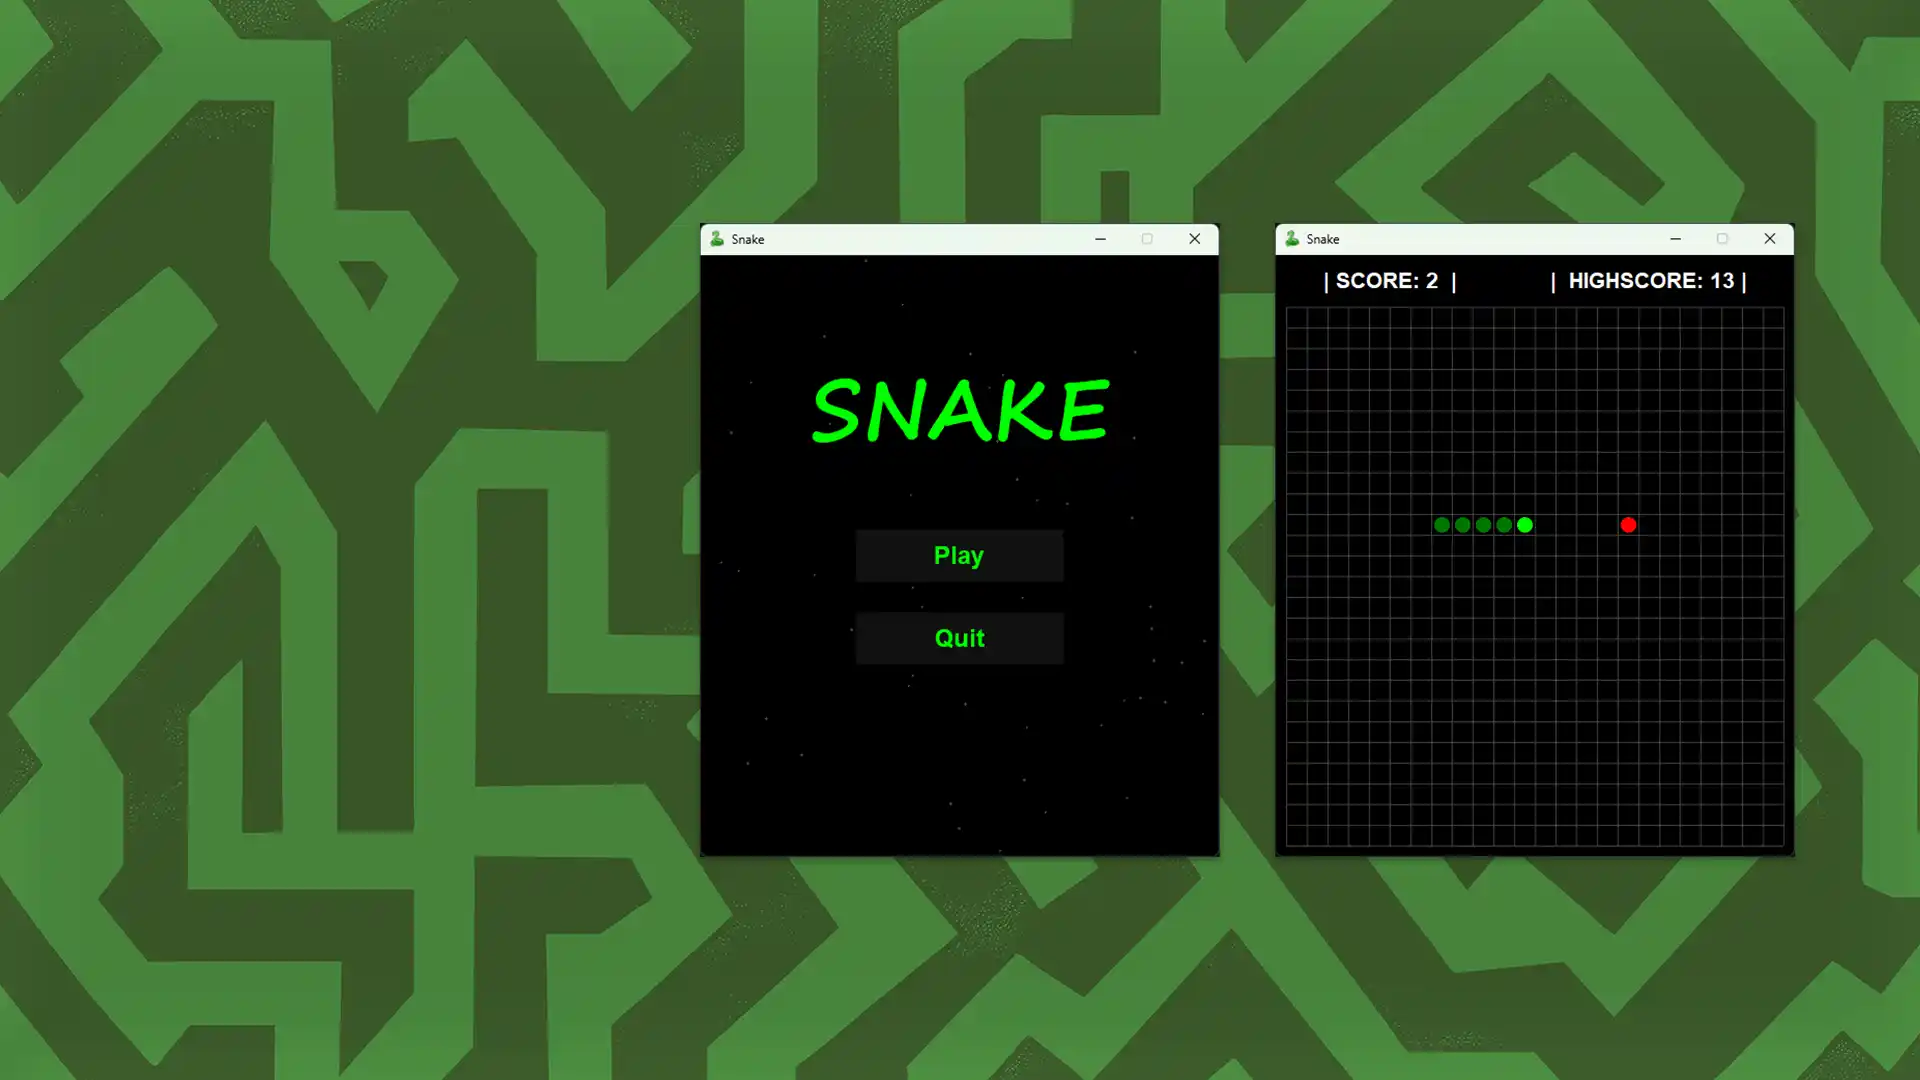 Snake
SNAKE
Play
Quit
Snake
| SCORE: 2 | | HIGHSCORE: 13 |